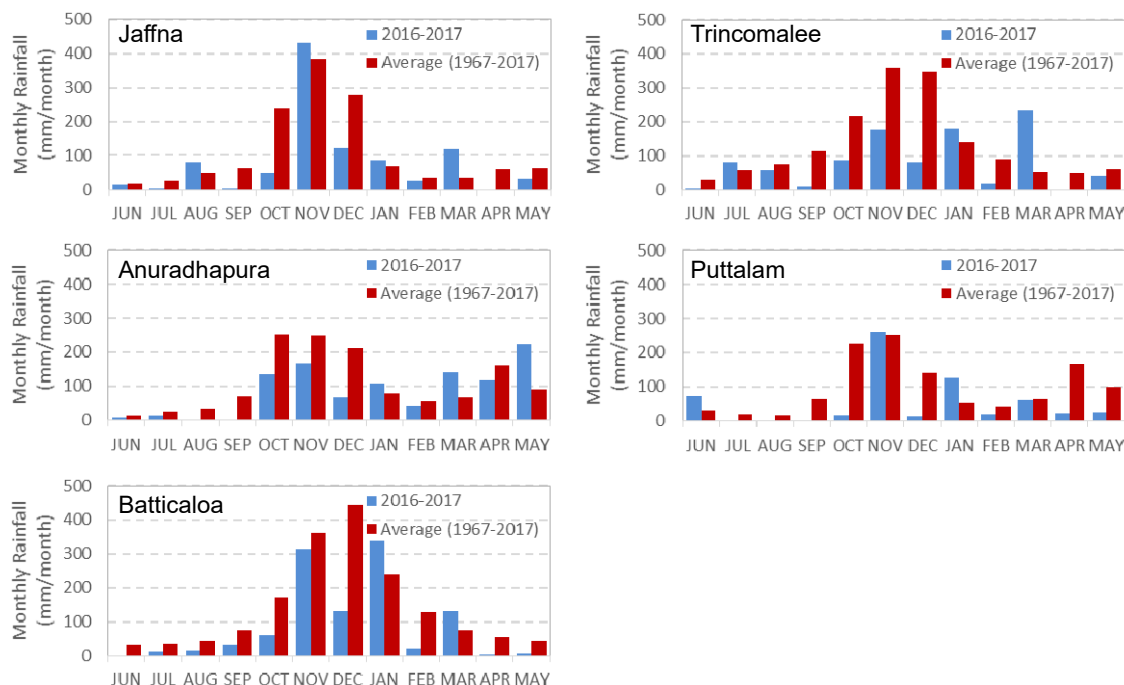 Jaffna
2016-2017
Average (1967-2017)
Monthly Rainfall
(mm/month)
500
400
300
200
100
0
JUN JUL AUG SEP OCT NOV DEC JAN FEB MAR APR MAY
Trincomalee
2016-2017
Average (1967-2017)
Monthly Rainfall
(mm/month)
500
400
300
200
100
0
JUN JUL AUG SEP OCT NOV DEC JAN FEB MAR APR MAY
Anuradhapura
2016-2017
Average (1967-2017)
Monthly Rainfall
(mm/month)
500
400
300
200
100
0
JUN JUL AUG SEP OCT NOV DEC JAN FEB MAR APR MAY
Puttalam
2016-2017
Average (1967-2017)
Monthly Rainfall
(mm/month)
500
400
300
200
100
0
JUN JUL AUG SEP OCT NOV DEC JAN FEB MAR APR MAY
Batticaloa
2016-2017
Average (1967-2017)
Monthly Rainfall
(mm/month)
500
400
300
200
100
0
JUN JUL AUG SEP OCT NOV DEC JAN FEB MAR APR MAY